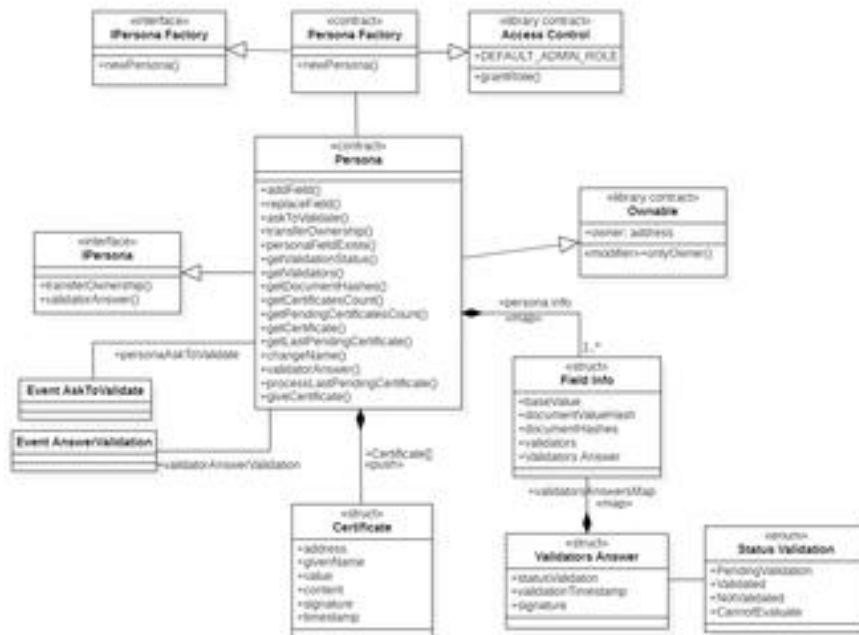 «interface»
IPersona Factory
+newPersona()
«contract»
Persona Factory
+newPersona()
«library contract»
Access Control
+DEFAULT_ADMIN_ROLE
+grantRole()
«contract»
Persona
+addField()
+replaceField()
+askToValidate()
+transferOwnership()
+personaFieldExists()
+getValidationStatus()
+getValidators()
+getDocumentHashes()
+getCertificatesCount()
+getPendingCertificatesCount()
+getCertificate()
+getLastPendingCertificate()
+changeName()
+validatorAnswer()
+processLastPendingCertificate()
+giveCertificate()
«library contract»
Ownable
+owner: address
+«modifier»+onlyOwner()
«interface»
IPersona
+transferOwnership()
+validatorAnswer()
+persona info
«map»
1..*
+personaAskToValidate
Event AskToValidate
Event AnswerValidation
+validatorAnswerValidation
«struct»
Field Info
+baseValue
+documentValueHash
+documentHashes
+validators
+Validators Answer
+Certificate[]
+push()
+validatorsAnswersMap
«map»
«struct»
Certificate
+address
+givenName
+value
+content
+signature
+timestamp
«struct»
Validators Answer
+statusValidation
+validationTimestamp
+signature
«struct»
Status Validation
+PendingValidation
+Validated
+NotValidated
+CannotEvaluate